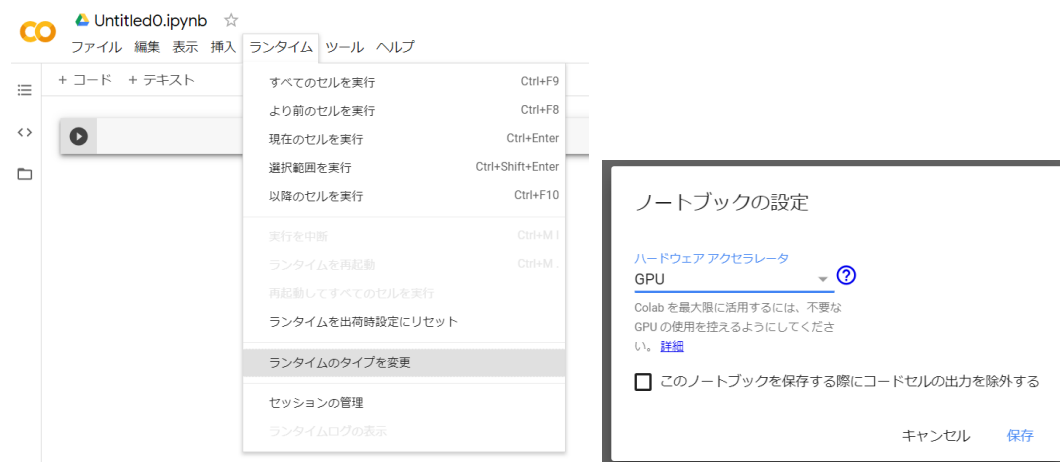 Untitled0.ipynb
ファイル 編集 表示 挿入 ランタイム ツール ヘルプ
+ コード + テキスト
すべてのセルを実行 Ctrl+F9
より前のセルを実行 Ctrl+F8
現在のセルを実行 Ctrl+Enter
選択範囲を実行 Ctrl+Shift+Enter
以降のセルを実行 Ctrl+F10
実行を中断 Ctrl+M I
ランタイムを再起動 Ctrl+M .
再起動してすべてのセルを実行
ランタイムを出荷時設定にリセット
ランタイムのタイプを変更
セッションの管理
ランタイムログの表示
ノートブックの設定
ハードウェア アクセラレータ
GPU
Colab を最大限に活用するには、不要な
GPU の使用を控えるようにしてくださ
い。 詳細
このノートブックを保存する際にコードセルの出力を除外する
キャンセル 保存